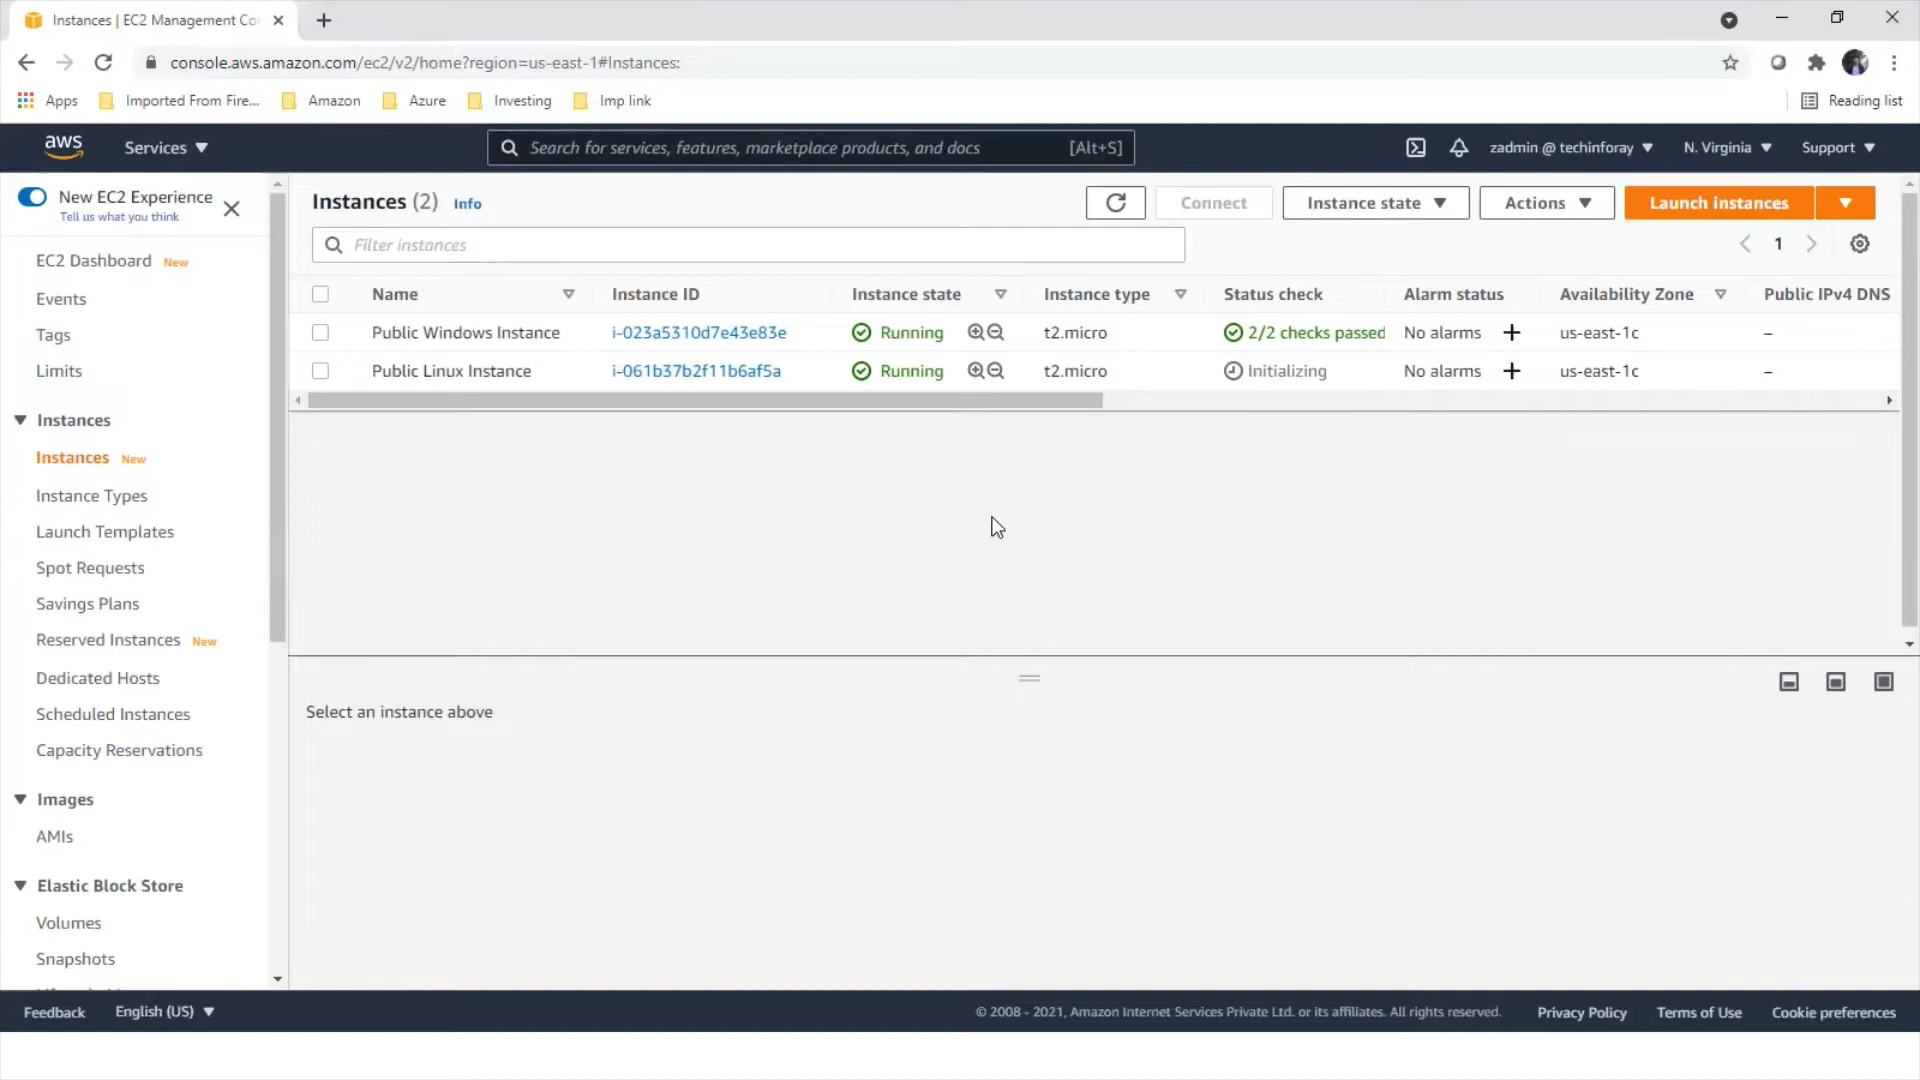 Instances | EC2 Management Co
console.aws.amazon.com/ec2/v2/home?region=us-east-1#Instances:
Apps Imported From Fire... Amazon Azure Investing Imp link Reading list
aws Services Search for services, features, marketplace products, and docs [Alt+S] zadmin @ techinforay N. Virginia Support
New EC2 Experience
Tell us what you think
EC2 Dashboard New
Events
Tags
Limits
Instances
Instances New
Instance Types
Launch Templates
Spot Requests
Savings Plans
Reserved Instances New
Dedicated Hosts
Scheduled Instances
Capacity Reservations
Images
AMIs
Elastic Block Store
Volumes
Snapshots
Instances (2) Info Connect Instance state Actions Launch instances
Filter instances 1
Name Instance ID Instance state Instance type Status check Alarm status Availability Zone Public IPv4 DNS
Public Windows Instance i-023a5310d7e43e83e Running t2.micro 2/2 checks passed No alarms + us-east-1c –
Public Linux Instance i-061b37b2f11b6af5a Running t2.micro Initializing No alarms + us-east-1c –
Select an instance above
Feedback English (US) © 2008 - 2021, Amazon Internet Services Private Ltd. or its affiliates. All rights reserved. Privacy Policy Terms of Use Cookie preferences